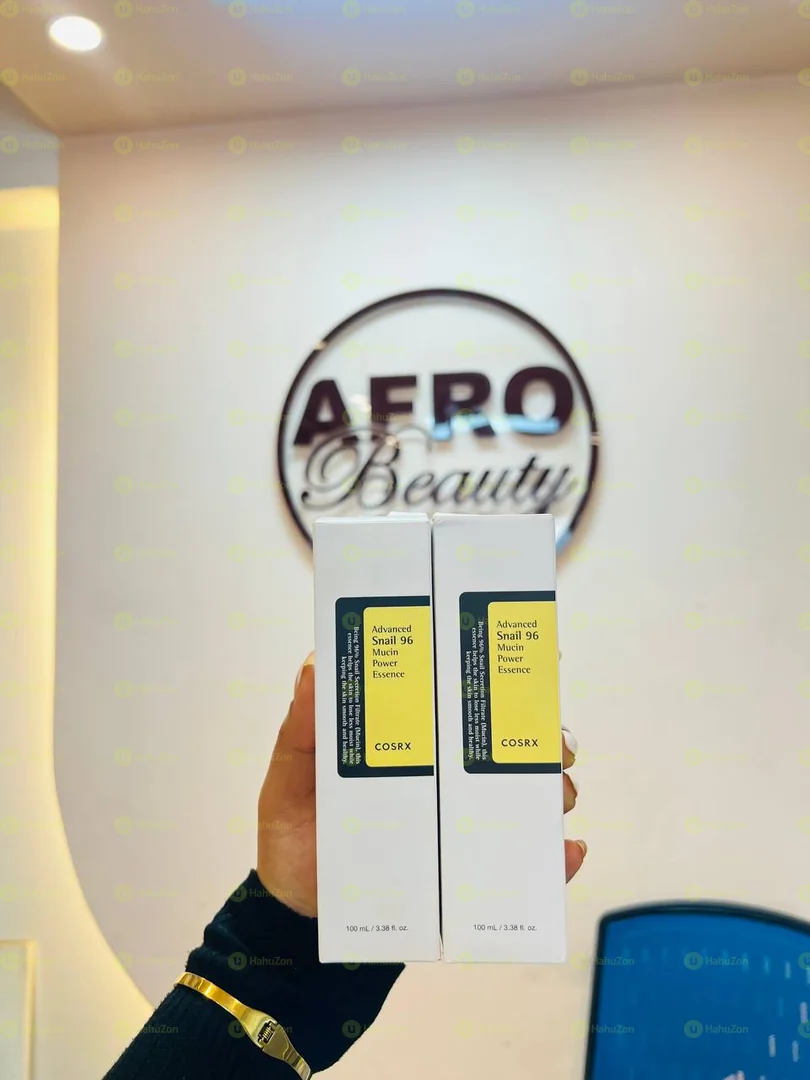 AFRO
Beauty
Advanced
Snail 96
Mucin
Power
Essence
COSRX
Being 96% Snail Secretion Filtrate (Mucin), this
essence helps the skin to lose less moist while
keeping the skin smooth and healthy.
100 mL / 3.38 fl. oz.
Advanced
Snail 96
Mucin
Power
Essence
COSRX
Being 96% Snail Secretion Filtrate (Mucin), this
essence helps the skin to lose less moist while
keeping the skin smooth and healthy.
100 mL / 3.38 fl. oz.
HahuZon